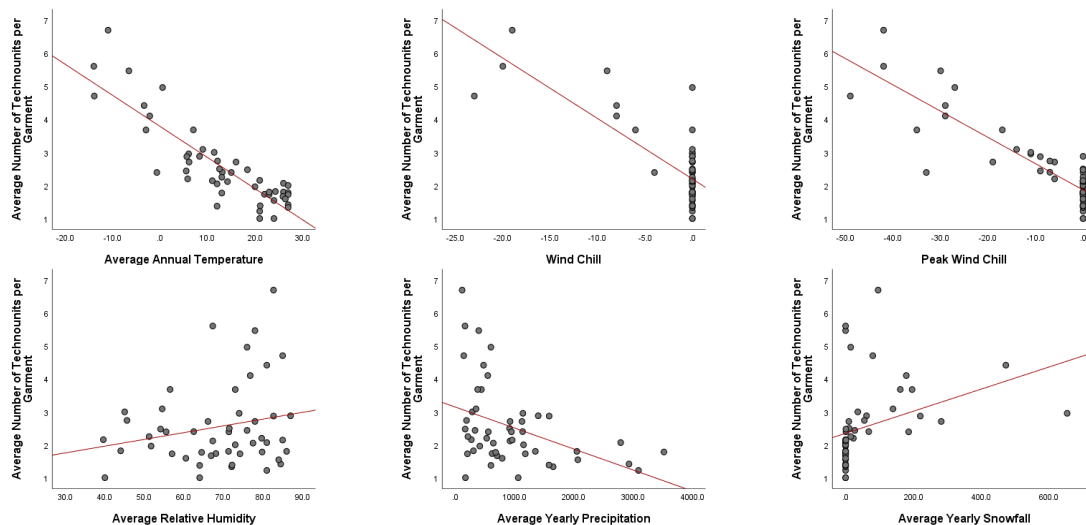 Average Number of Technounits per
Garment
7
6
5
4
3
2
1
-20.0 -10.0 .0 10.0 20.0 30.0
Average Annual Temperature
Average Number of Technounits per
Garment
7
6
5
4
3
2
1
-25.0 -20.0 -15.0 -10.0 -5.0 .0
Wind Chill
Average Number of Technounits per
Garment
7
6
5
4
3
2
1
-50.0 -40.0 -30.0 -20.0 -10.0 .0
Peak Wind Chill
Average Number of Technounits per
Garment
7
6
5
4
3
2
1
30.0 40.0 50.0 60.0 70.0 80.0 90.0
Average Relative Humidity
Average Number of Technounits per
Garment
7
6
5
4
3
2
1
.0 1000.0 2000.0 3000.0 4000.0
Average Yearly Precipitation
Average Number of Technounits per
Garment
7
6
5
4
3
2
1
.0 200.0 400.0 600.0
Average Yearly Snowfall